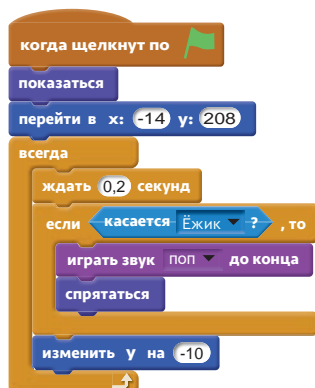 когда щелкнут по
показаться
перейти в x: -14 y: 208
всегда
ждать 0,2 секунд
если касается Ёжик ? , то
играть звук поп до конца
спрятаться
изменить y на -10